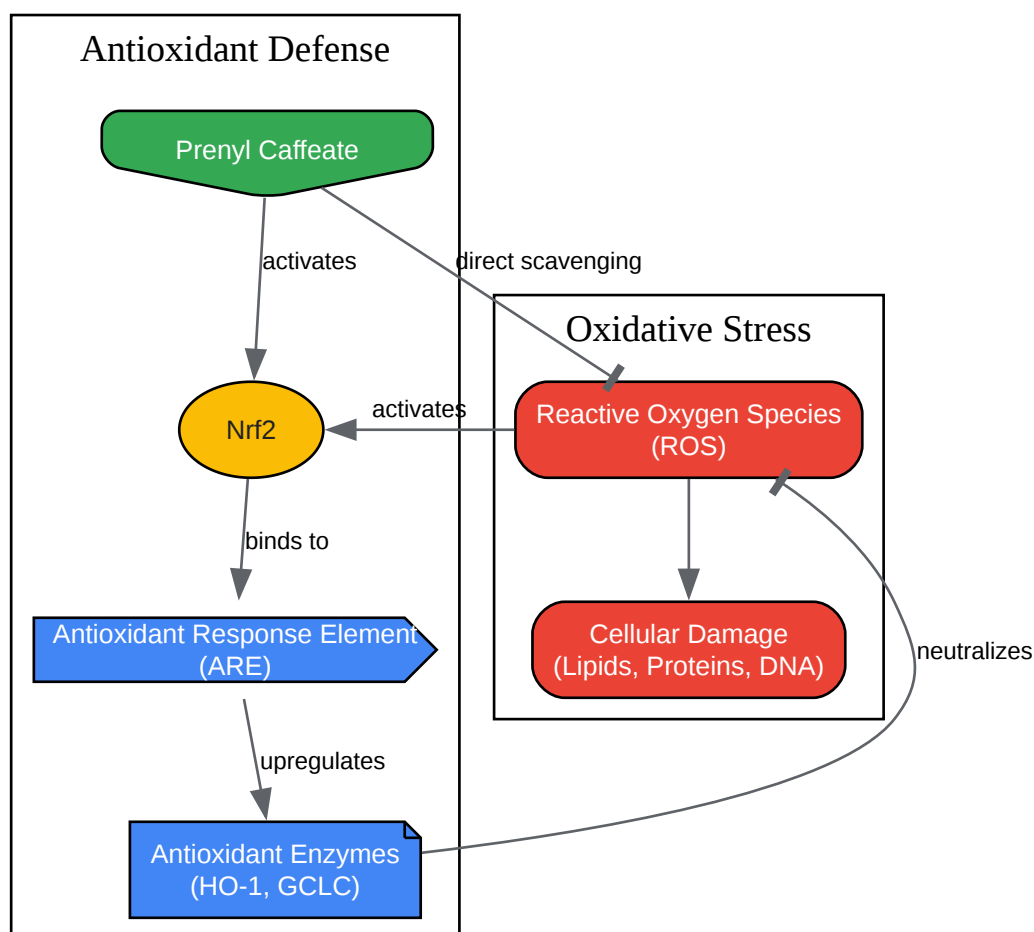 Antioxidant Defense
Prenyl Caffeate
activates
direct scavenging
Oxidative Stress
Reactive Oxygen Species
(ROS)
activates
Nrf2
binds to
Antioxidant Response Element
(ARE)
Cellular Damage
(Lipids, Proteins, DNA)
neutralizes
upregulates
Antioxidant Enzymes
(HO-1, GCLC)